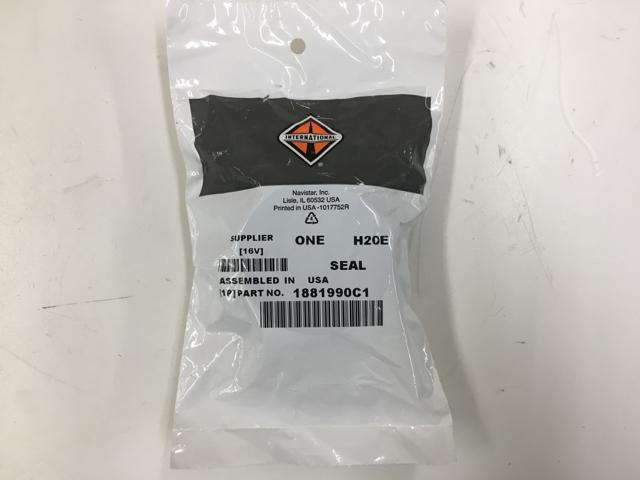 INTERNATIONAL
®
Navistar, Inc.
Lisle, IL 60532 USA
Printed in USA -1017752R
SUPPLIER ONE H20E
[16V]
SEAL
ASSEMBLED IN USA
[1P]PART NO. 1881990C1